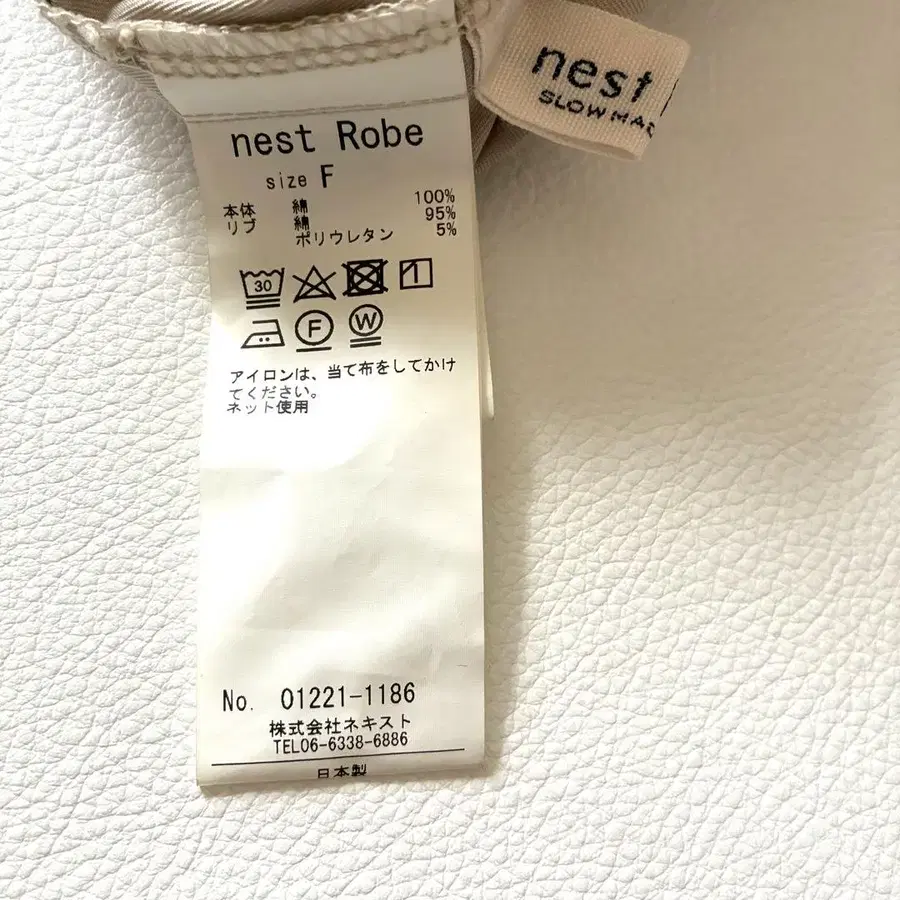 nest Robe
size F
本体 綿 100%
リブ 綿 95%
ポリウレタン 5%
30
1
F
W
アイロンは、当て布をしてかけ
てください。
ネット使用
No. 01221-1186
株式会社ネキスト
TEL06-6338-6886
日本製
nest
SLOW MAD